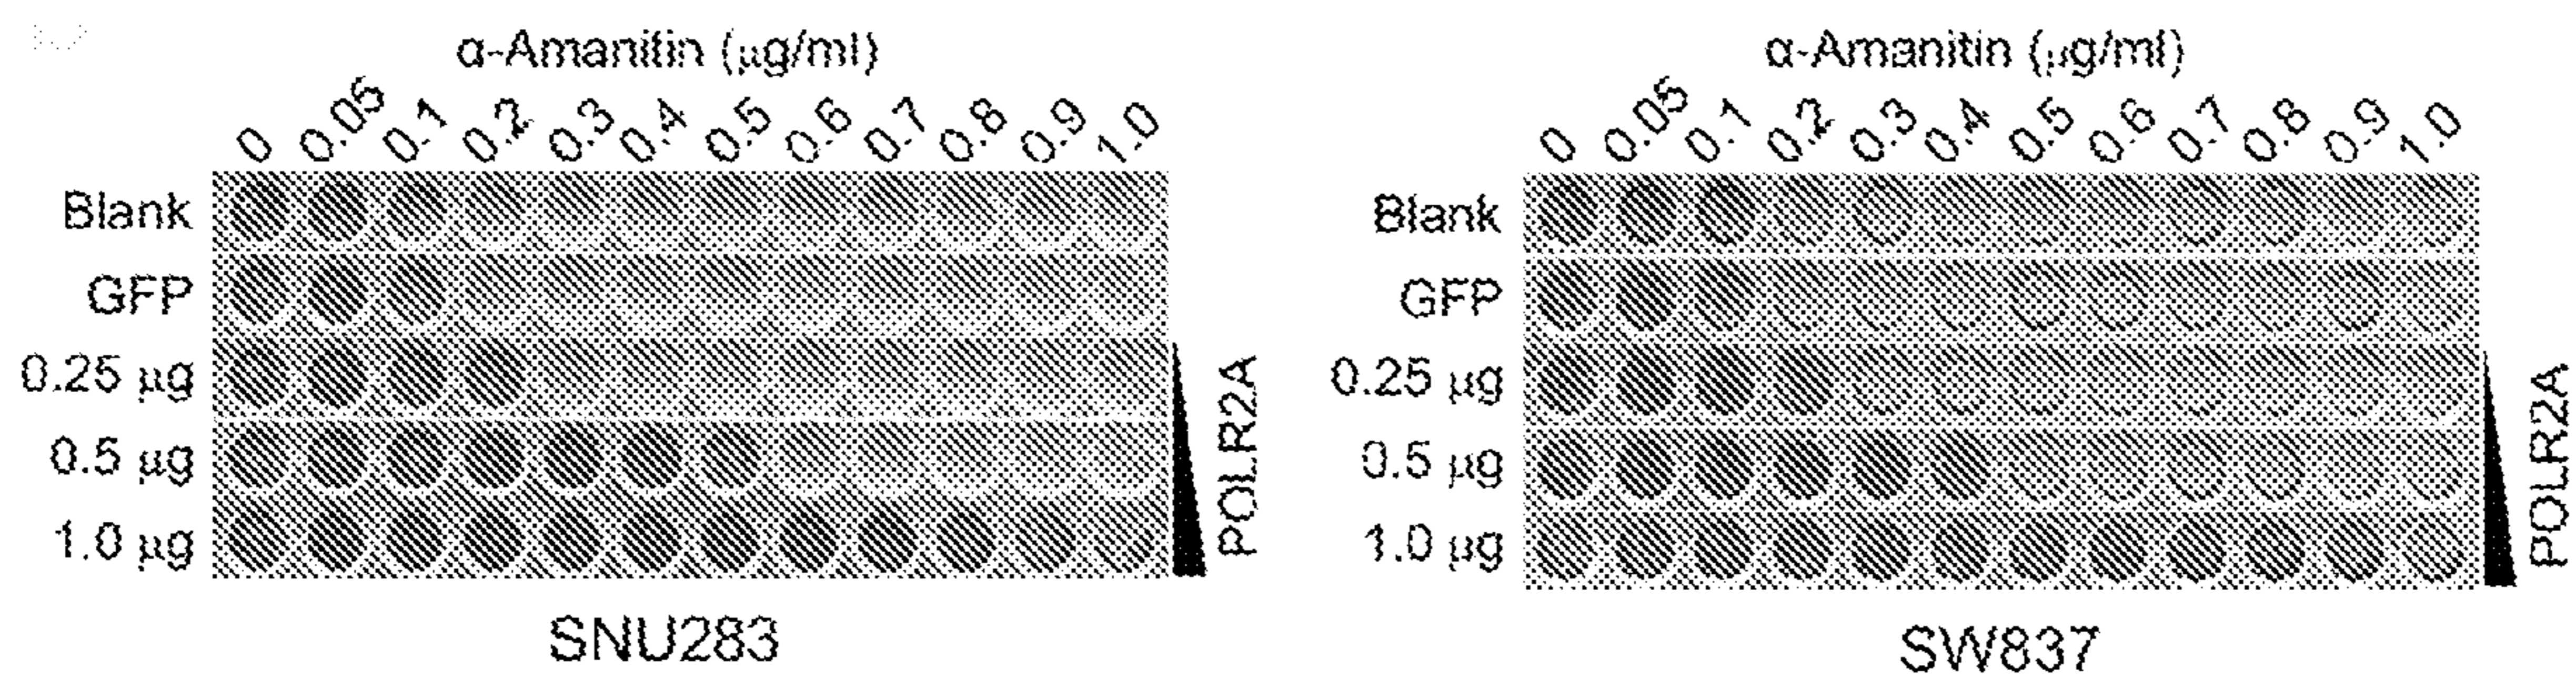 α-Amanitin (μg/ml)
0 0.05 0.1 0.2 0.3 0.4 0.5 0.6 0.7 0.8 0.9 1.0
Blank
GFP
0.25 μg
0.5 μg
1.0 μg
POLR2A
SNU283
α-Amanitin (μg/ml)
0 0.05 0.1 0.2 0.3 0.4 0.5 0.6 0.7 0.8 0.9 1.0
Blank
GFP
0.25 μg
0.5 μg
1.0 μg
POLR2A
SW837